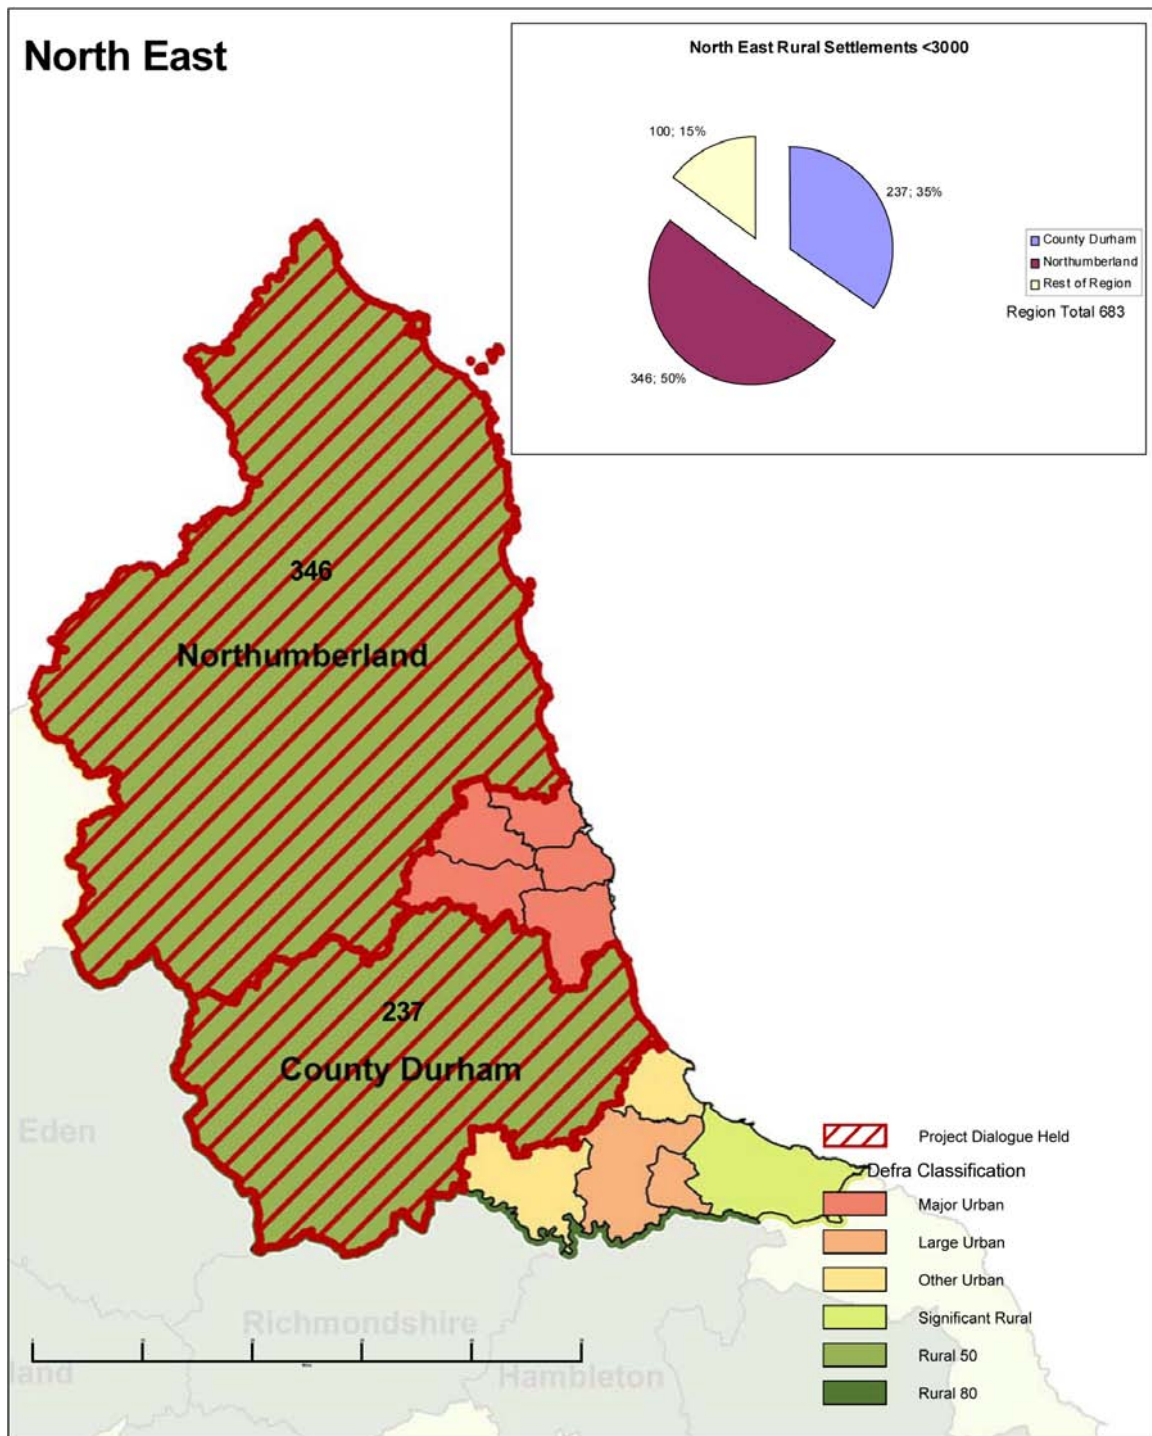 North East
North East Rural Settlements <3000
100; 15%
237; 35%
346; 50%
County Durham
Northumberland
Rest of Region
Region Total 683
346
Northumberland
237
County Durham
Eden
Richmondshire
land
Hambleton
Project Dialogue Held
Defra Classification
Major Urban
Large Urban
Other Urban
Significant Rural
Rural 50
Rural 80